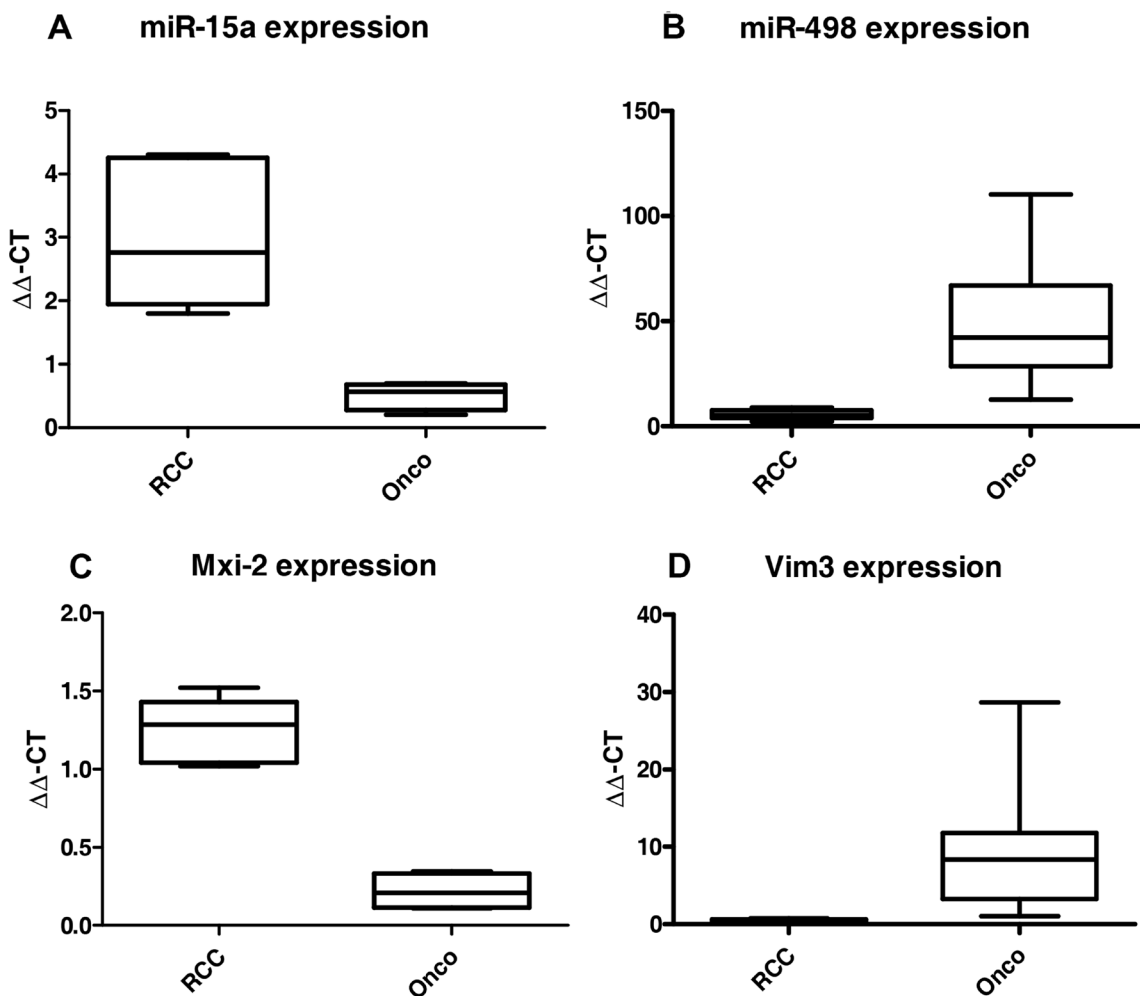 A miR-15a expression
5
4
3
2
1
0
ΔΔ-CT
RCC
Onco
B miR-498 expression
150
100
50
0
ΔΔ-CT
RCC
Onco
C Mxi-2 expression
2.0
1.5
1.0
0.5
0.0
ΔΔ-CT
RCC
Onco
D Vim3 expression
40
30
20
10
0
ΔΔ-CT
RCC
Onco